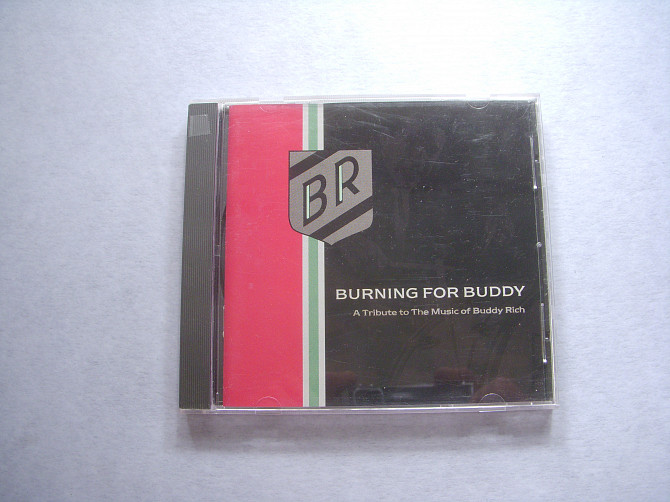 BR
BURNING FOR BUDDY
A Tribute to The Music of Buddy Rich